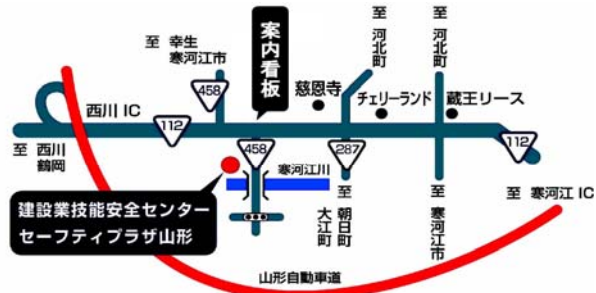 至 幸生
寒河江市
458
案内看板
至 河北町
至 河北町
慈恩寺
チェリーランド
蔵王リース
西川 IC
112
至 西川
鶴岡
458
寒河江川
287
112
建設業技能安全センター
セーフティプラザ山形
至 朝日町
大江町
至 寒河江市
至 寒河江 IC
山形自動車道